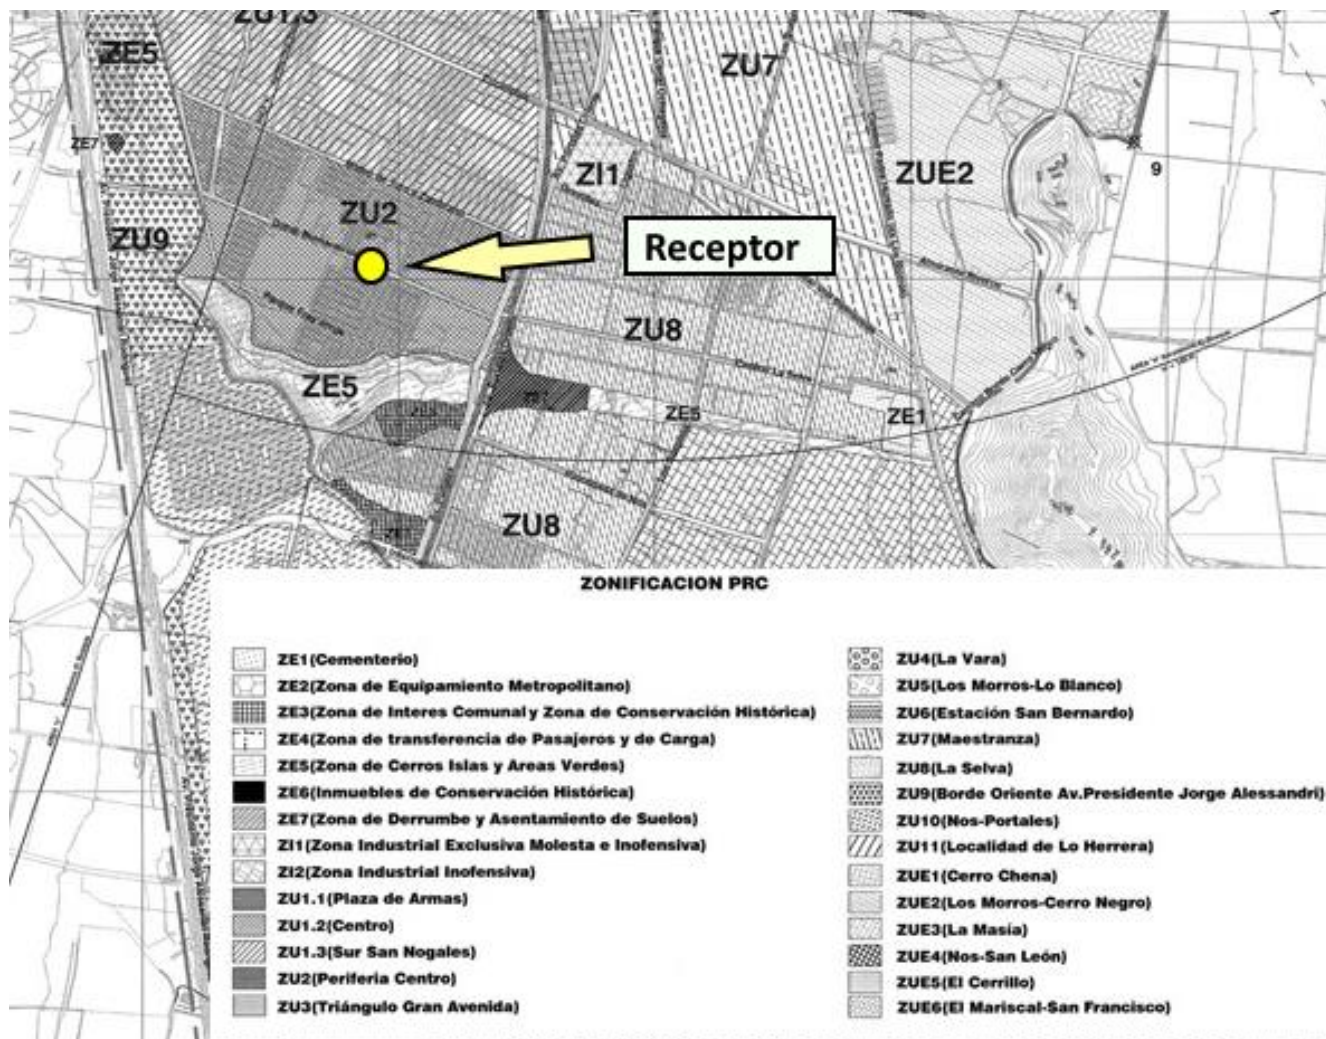 ZU1.3
ZE5
ZU7
ZE7
ZI1
ZUE2
9
ZU2
ZU9
Receptor
ZU8
ZE5
ZE5
ZE1
ZU8
ZONIFICACION PRC
ZE1(Cementerio)
ZE2(Zona de Equipamiento Metropolitano)
ZE3(Zona de Interes Comunal y Zona de Conservación Histórica)
ZE4(Zona de transferencia de Pasajeros y de Carga)
ZE5(Zona de Cerros Islas y Areas Verdes)
ZE6(Inmuebles de Conservación Histórica)
ZE7(Zona de Derrumbe y Asentamiento de Suelos)
ZI1(Zona Industrial Exclusiva Molesta e Inofensiva)
ZI2(Zona Industrial Inofensiva)
ZU1.1(Plaza de Armas)
ZU1.2(Centro)
ZU1.3(Sur San Nogales)
ZU2(Periferia Centro)
ZU3(Triángulo Gran Avenida)
ZU4(La Vara)
ZU5(Los Morros-Lo Blanco)
ZU6(Estación San Bernardo)
ZU7(Maestranza)
ZU8(La Selva)
ZU9(Borde Oriente Av.Presidente Jorge Alessandri)
ZU10(Nos-Portales)
ZU11(Localidad de Lo Herrera)
ZUE1(Cerro Chena)
ZUE2(Los Morros-Cerro Negro)
ZUE3(La Masía)
ZUE4(Nos-San León)
ZUE5(El Cerrillo)
ZUE6(El Mariscal-San Francisco)